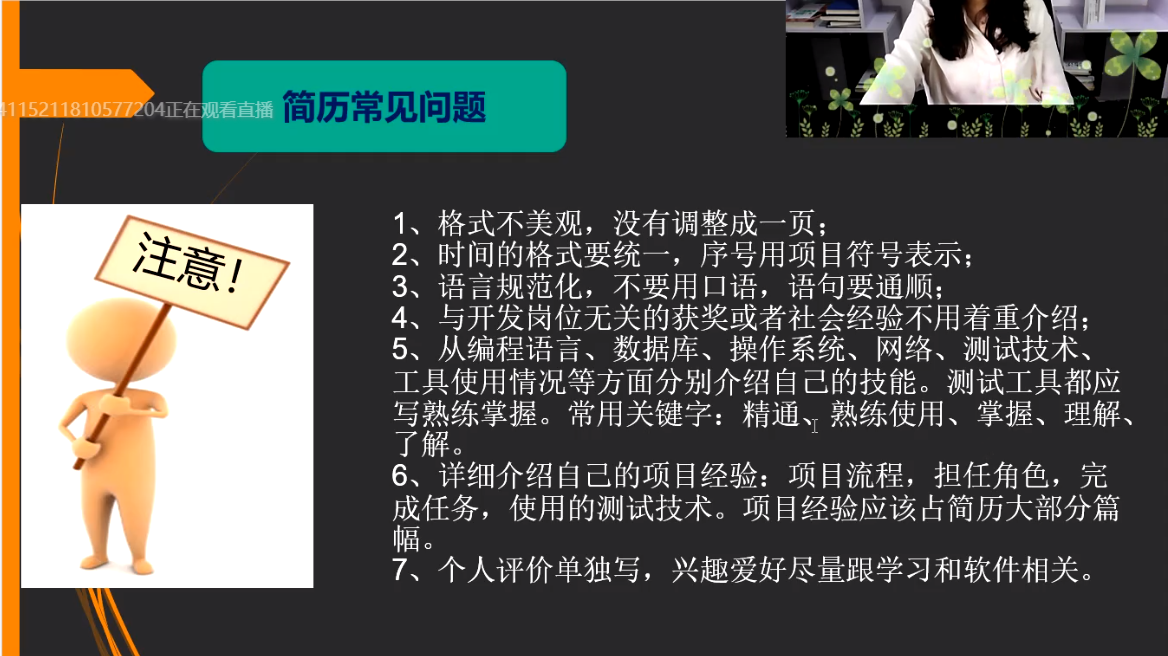 简历常见问题
4115211810577204正在观看直播
注意！
1、格式不美观，没有调整成一页；
2、时间的格式要统一，序号用项目符号表示；
3、语言规范化，不要用口语，语句要通顺；
4、与开发岗位无关的获奖或者社会经验不用着重介绍；
5、从编程语言、数据库、操作系统、网络、测试技术、
工具使用情况等方面分别介绍自己的技能。测试工具都应
写熟练掌握。常用关键字：精通、熟练使用、掌握、理解、
了解。
6、详细介绍自己的项目经验：项目流程，担任角色，完
成任务，使用的测试技术。项目经验应该占简历大部分篇
幅。
7、个人评价单独写，兴趣爱好尽量跟学习和软件相关。